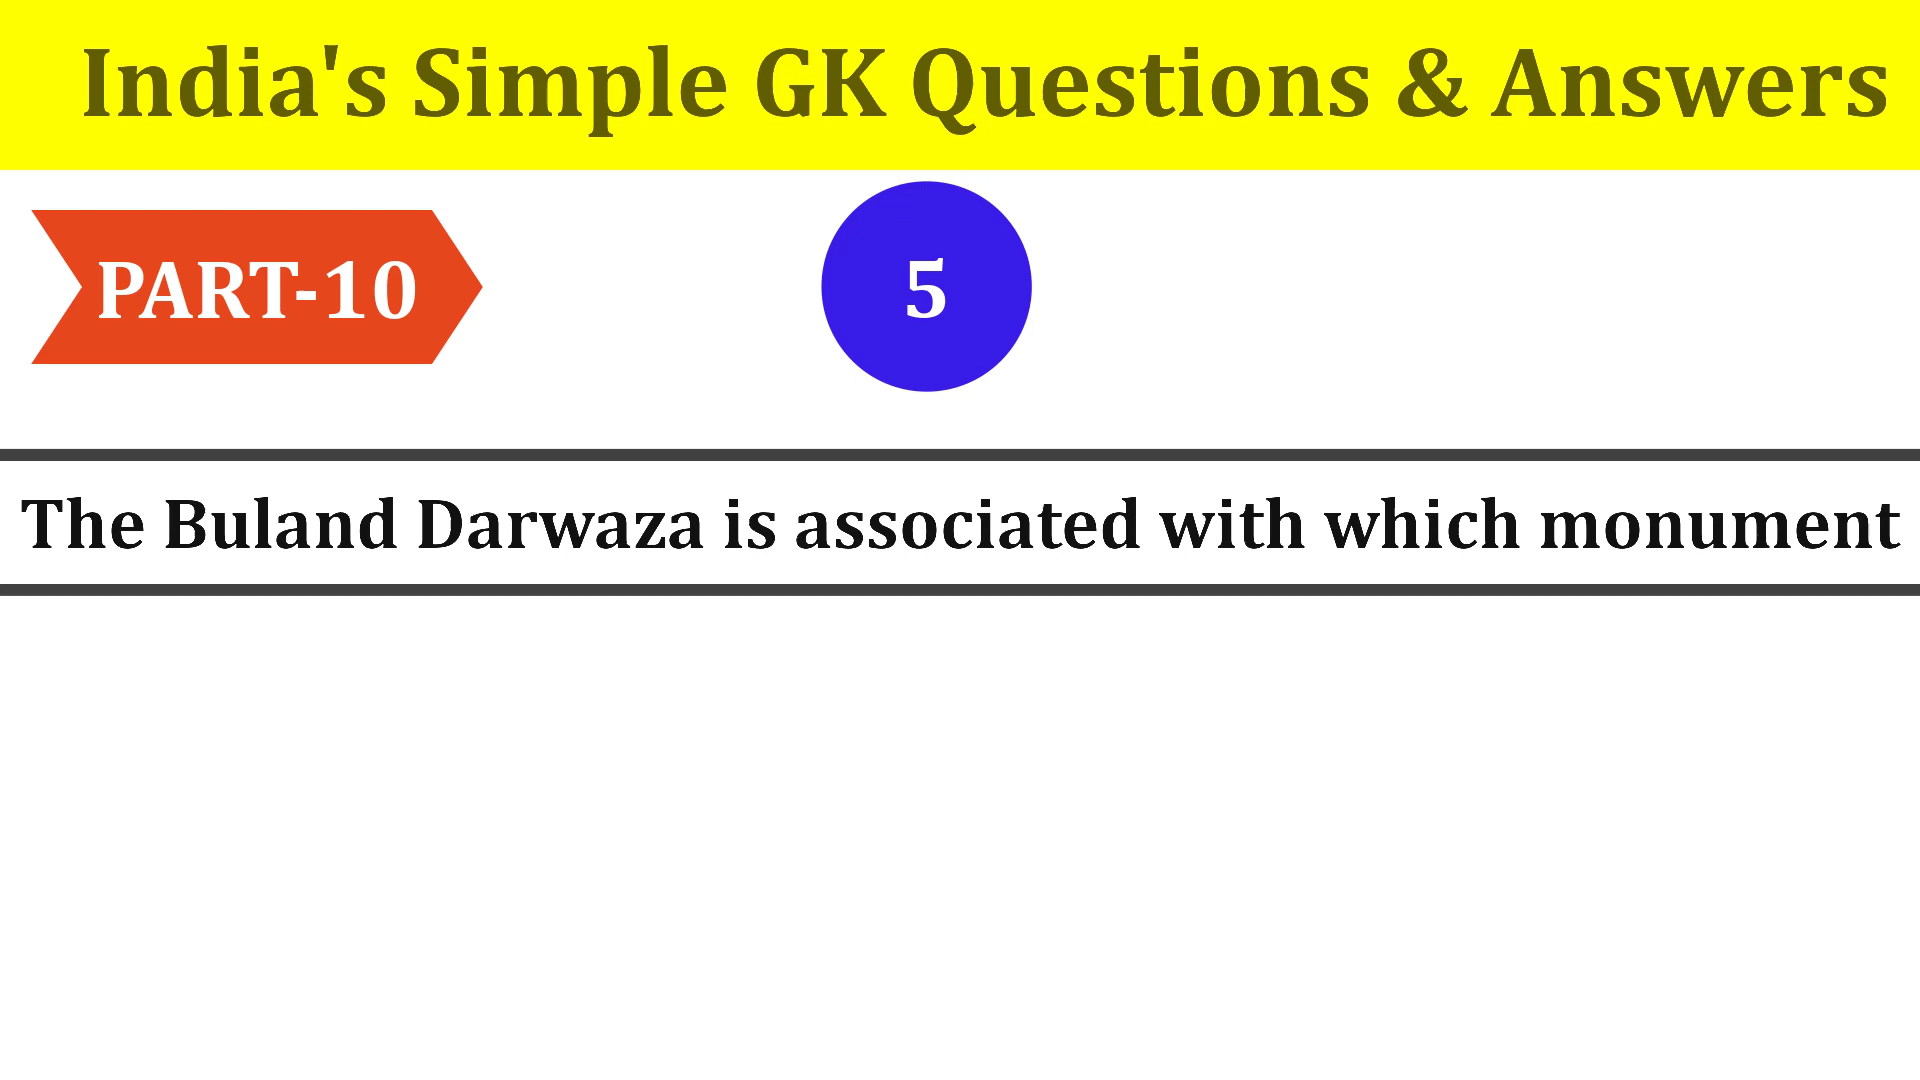 India's Simple GK Questions & Answers
PART-10
5
The Buland Darwaza is associated with which monument